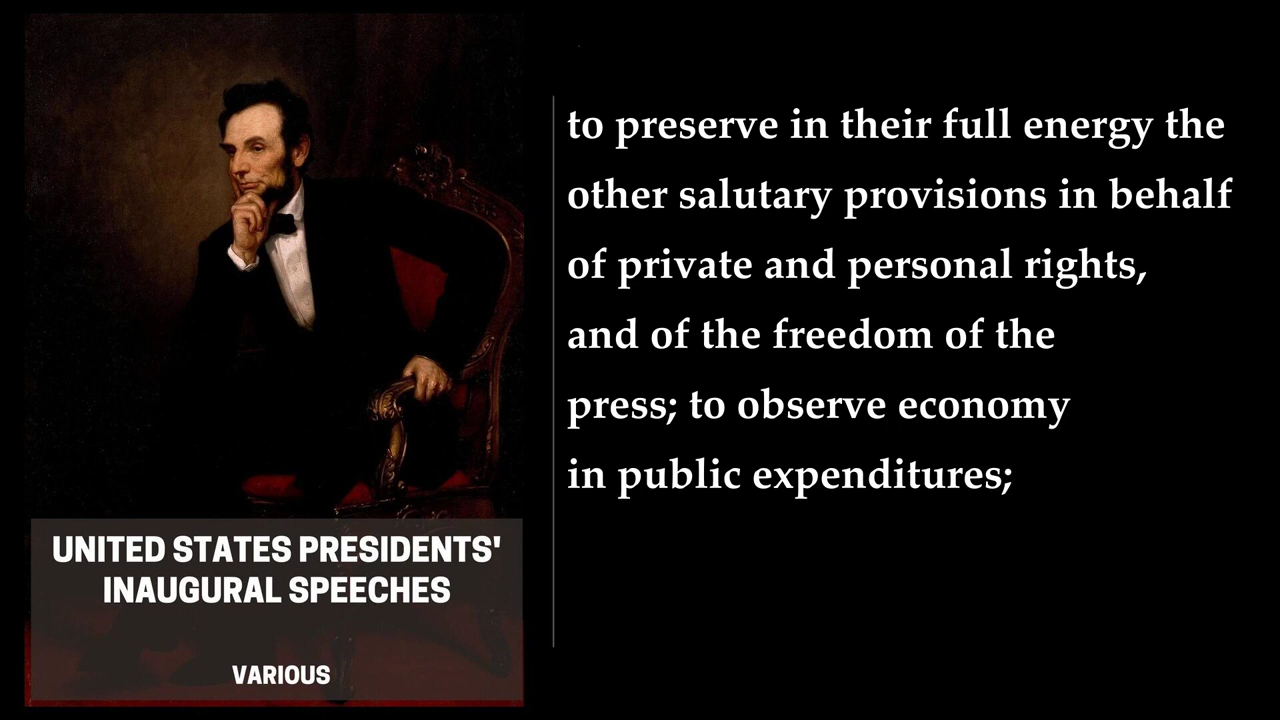 to preserve in their full energy the
other salutary provisions in behalf
of private and personal rights,
and of the freedom of the
press; to observe economy
in public expenditures;
UNITED STATES PRESIDENTS'
INAUGURAL SPEECHES
VARIOUS